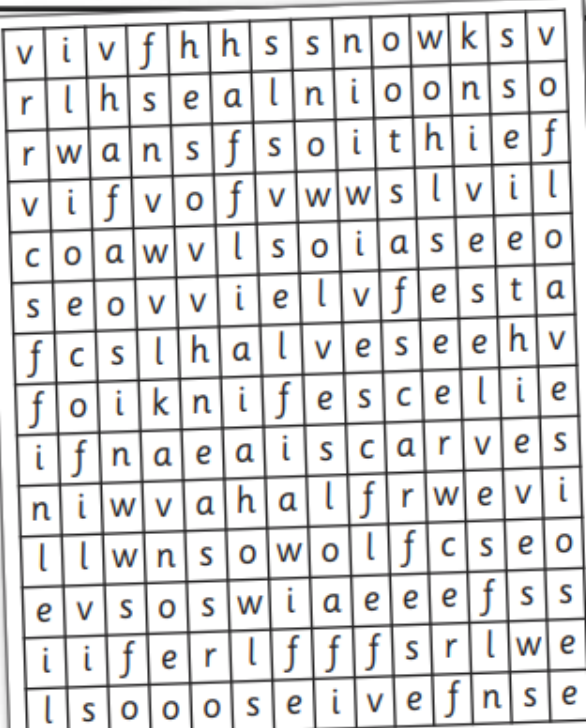 v i v f h h s s n o w k s v
r l h s e a l n i o o n s o
r w a n s f s o i t h i e f
v i f v o f v w w s l v i l
c o a w v l s o i a s e e o
s e o v v i e l v f e s t a
f c s l h a l v e s e e h v
f o i k n i f e s c e l i e
i f n a e a i s c a r v e s
n i w v a h a l f r w e v i
l l w n s o w o l f c s e o
e v s o s w i a e e e f s s
i i f e r l f f f s r l w e
l s o o o s e i v e f n s e